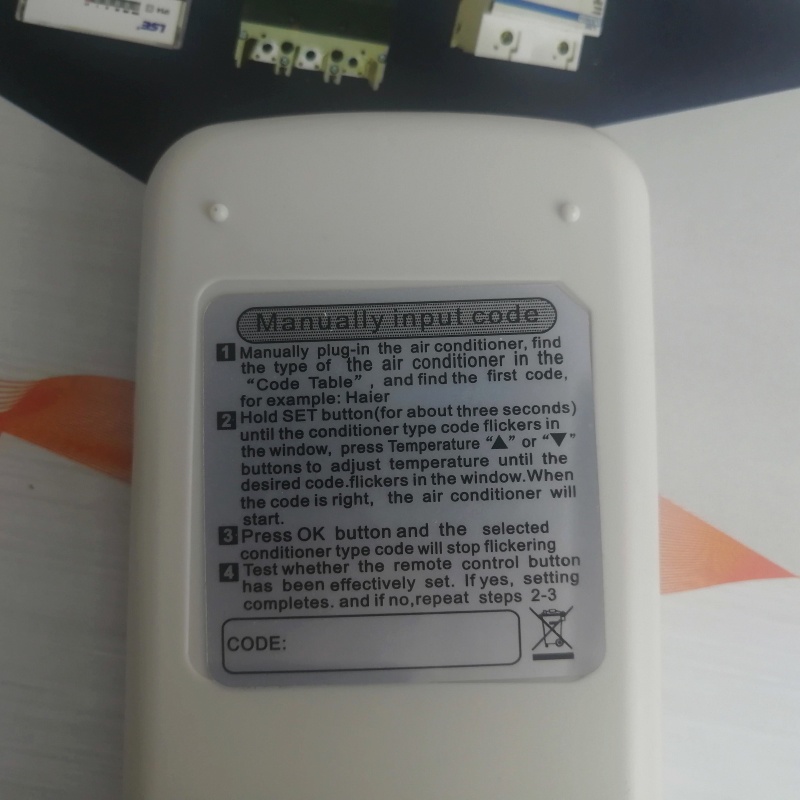 LSE
Manually input code
1 Manually plug-in the air conditioner, find
the type of the air conditioner in the
“Code Table” , and find the first code,
for example: Haier
2 Hold SET button(for about three seconds)
until the conditioner type code flickers in
the window, press Temperature “▲” or “▼”
buttons to adjust temperature until the
desired code.flickers in the window.When
the code is right, the air conditioner will
start.
3 Press OK button and the selected
conditioner type code will stop flickering
4 Test whether the remote control button
has been effectively set. If yes, setting
completes. and if no,repeat steps 2-3
CODE: